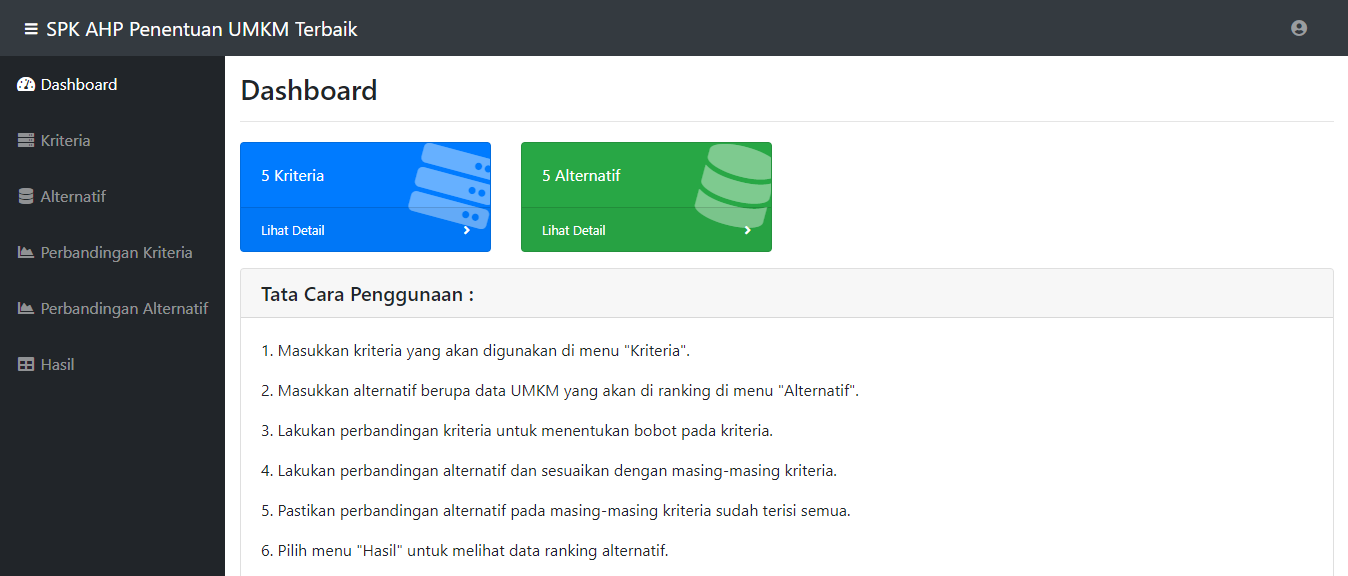 SPK AHP Penentuan UMKM Terbaik
Dashboard
Kriteria
Alternatif
Perbandingan Kriteria
Perbandingan Alternatif
Hasil
Dashboard
5 Kriteria
Lihat Detail
5 Alternatif
Lihat Detail
Tata Cara Penggunaan :
1. Masukkan kriteria yang akan digunakan di menu "Kriteria".
2. Masukkan alternatif berupa data UMKM yang akan di ranking di menu "Alternatif".
3. Lakukan perbandingan kriteria untuk menentukan bobot pada kriteria.
4. Lakukan perbandingan alternatif dan sesuaikan dengan masing-masing kriteria.
5. Pastikan perbandingan alternatif pada masing-masing kriteria sudah terisi semua.
6. Pilih menu "Hasil" untuk melihat data ranking alternatif.